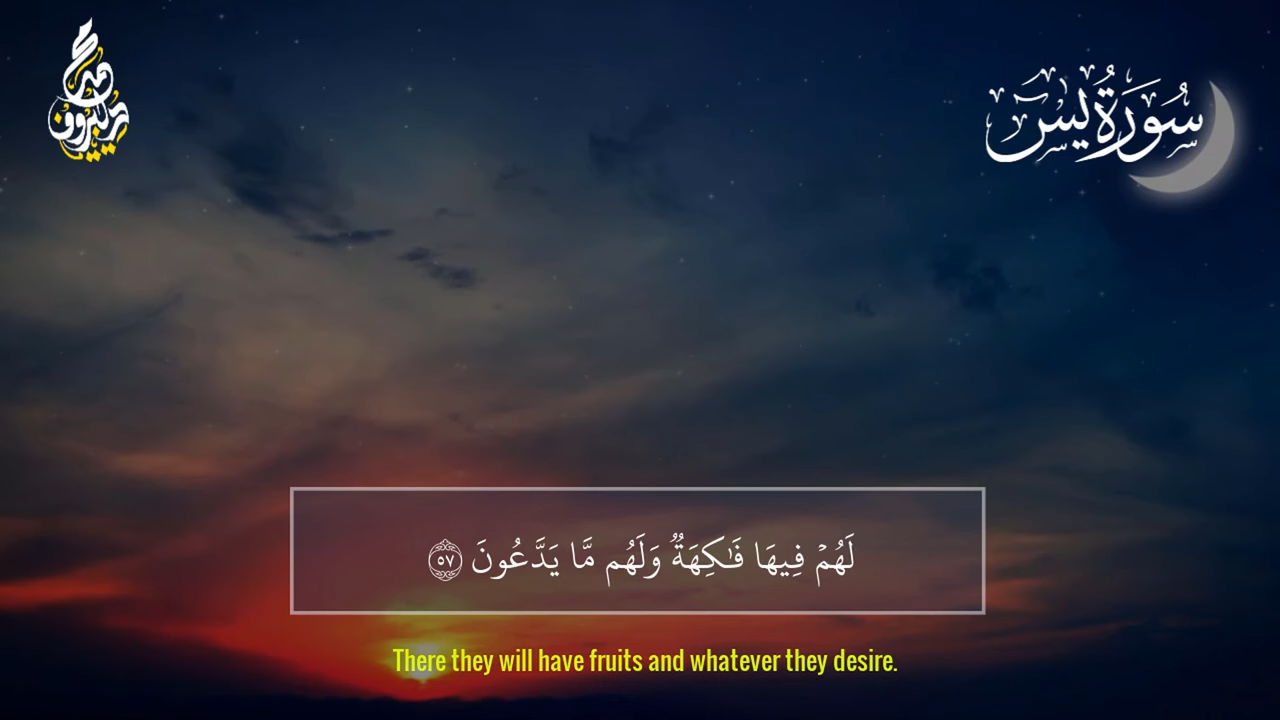 سُورَةُ يسٓ
لَهُمۡ فِيهَا فَٰكِهَةٌ وَلَهُم مَّا يَدَّعُونَ ٥٧
There they will have fruits and whatever they desire.